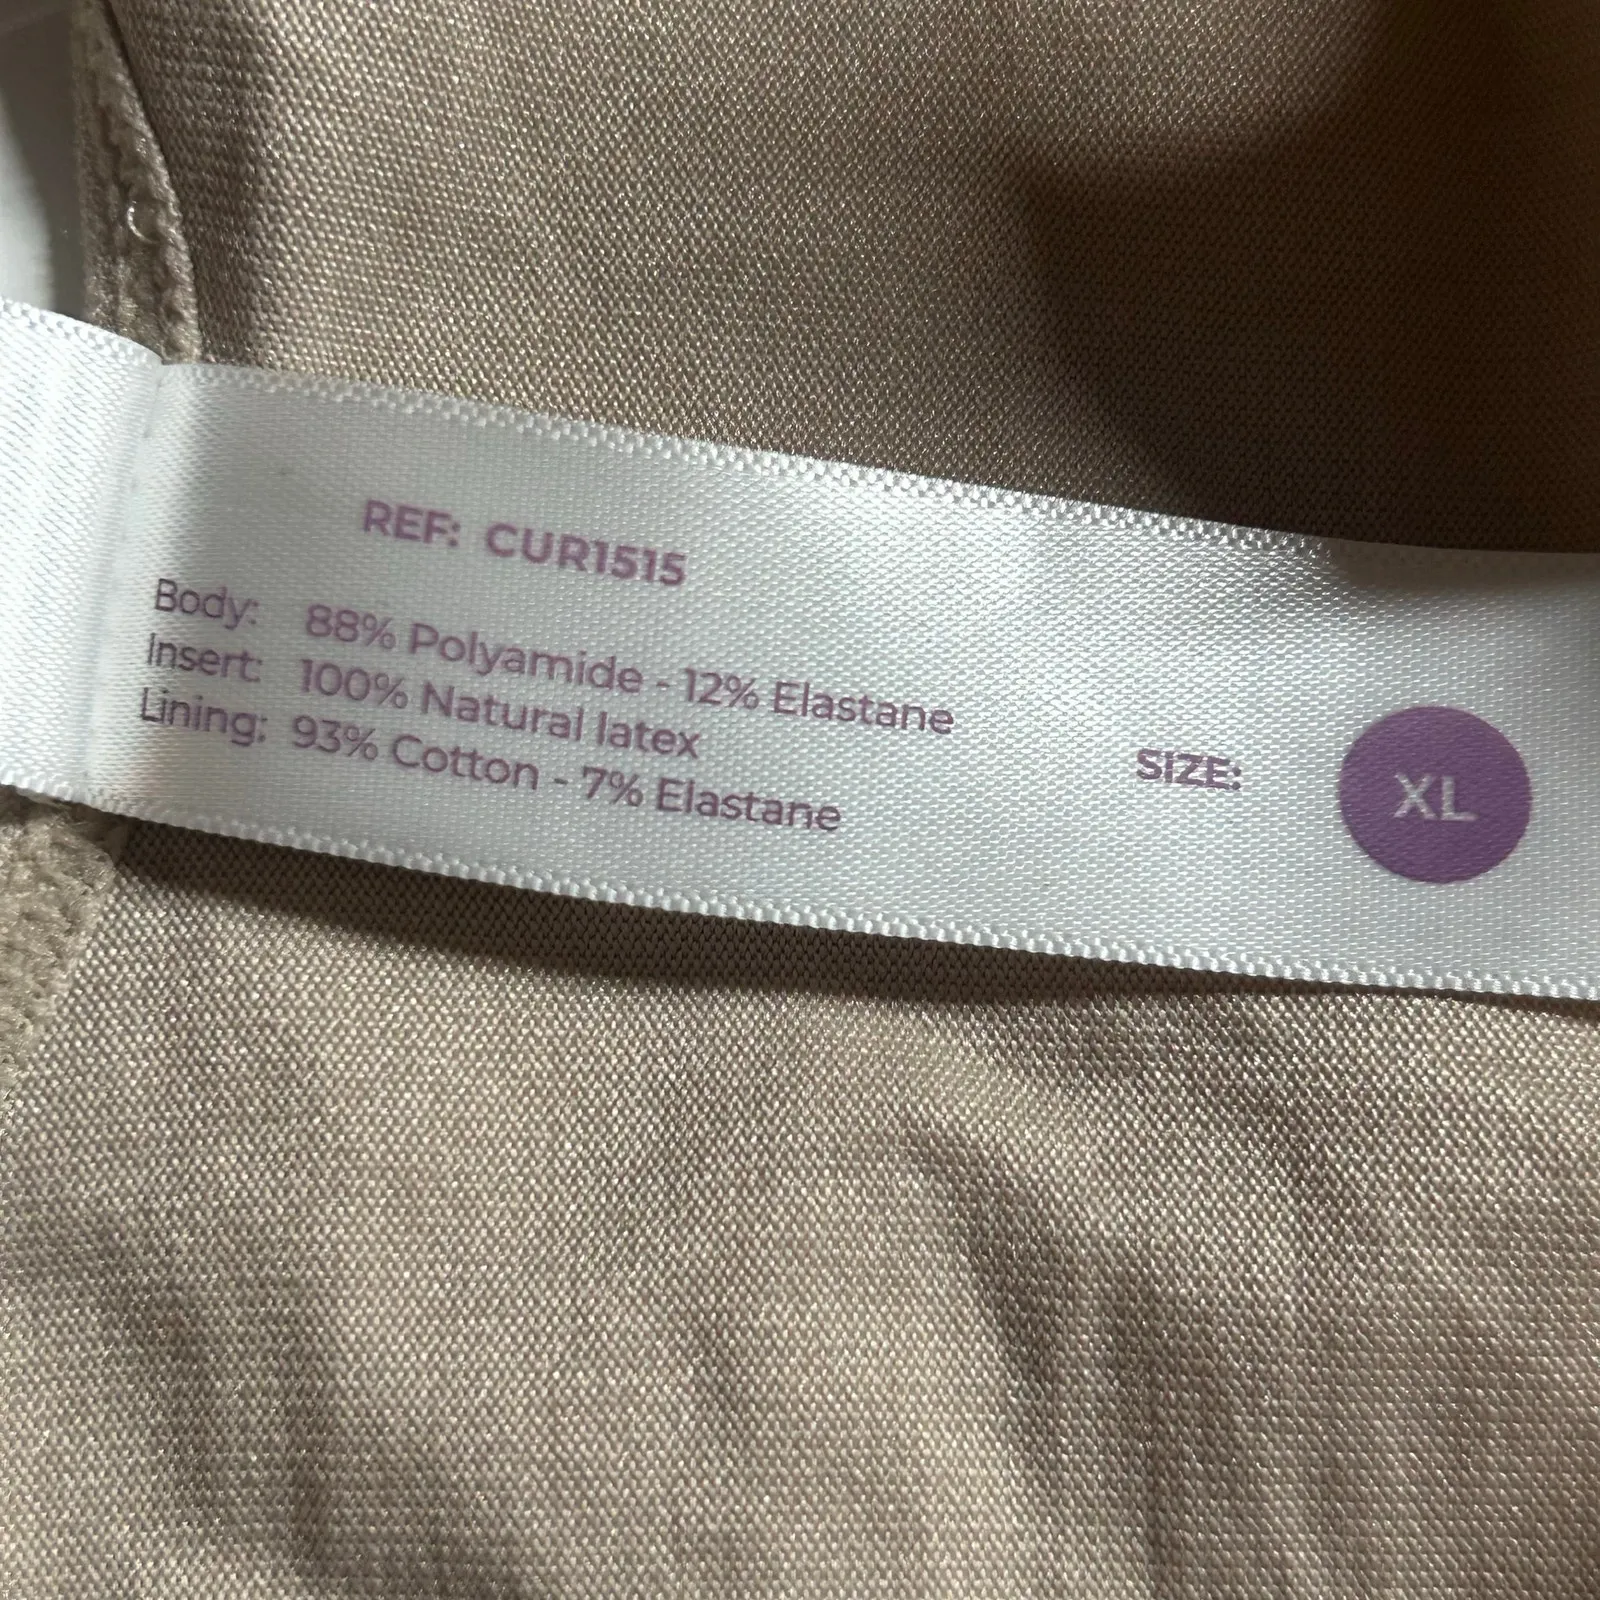 REF: CUR1515
Body: 88% Polyamide - 12% Elastane
Insert: 100% Natural latex
Lining: 93% Cotton - 7% Elastane
SIZE: XL